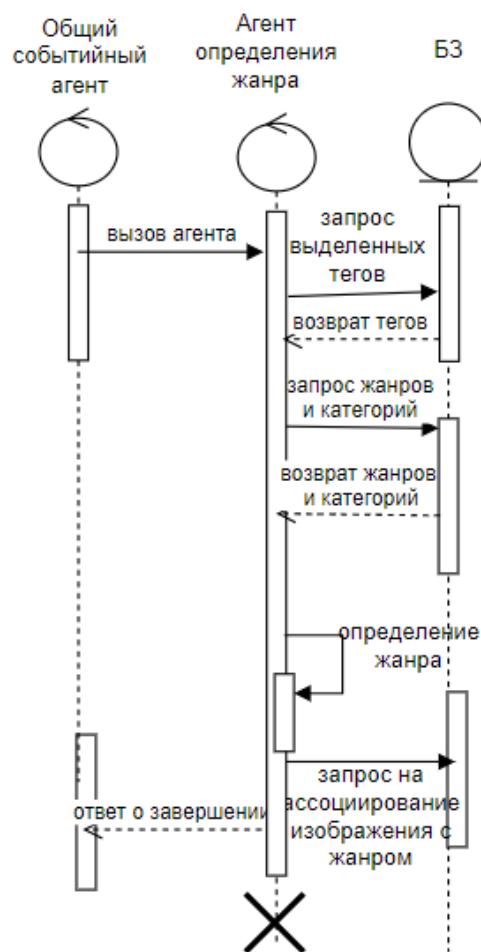 Общий
событийный
агент
Агент
определения
жанра
БЗ
вызов агента
запрос
выделенных
тегов
возврат тегов
запрос жанров
и категорий
возврат жанров
и категорий
определение
жанра
ответ о завершении
запрос на
ассоциирование
изображения с
жанром